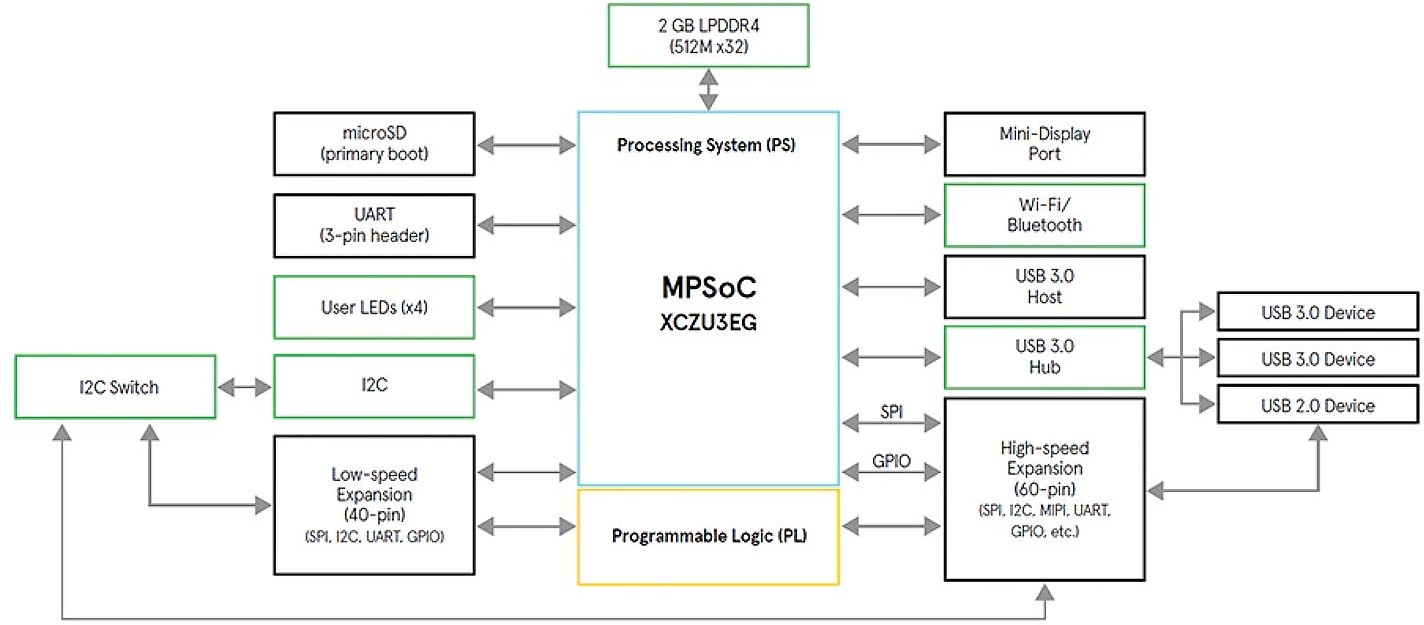 2 GB LPDDR4
(512M x32)
microSD
(primary boot)
Processing System (PS)
Mini-Display
Port
UART
(3-pin header)
Wi-Fi/
Bluetooth
User LEDs (x4)
MPSoC
XCZU3EG
USB 3.0
Host
USB 3.0 Device
I2C Switch
I2C
USB 3.0
Hub
USB 3.0 Device
USB 2.0 Device
SPI
GPIO
Low-speed
Expansion
(40-pin)
(SPI, I2C, UART, GPIO)
Programmable Logic (PL)
High-speed
Expansion
(60-pin)
(SPI, I2C, MIPI, UART,
GPIO, etc.)